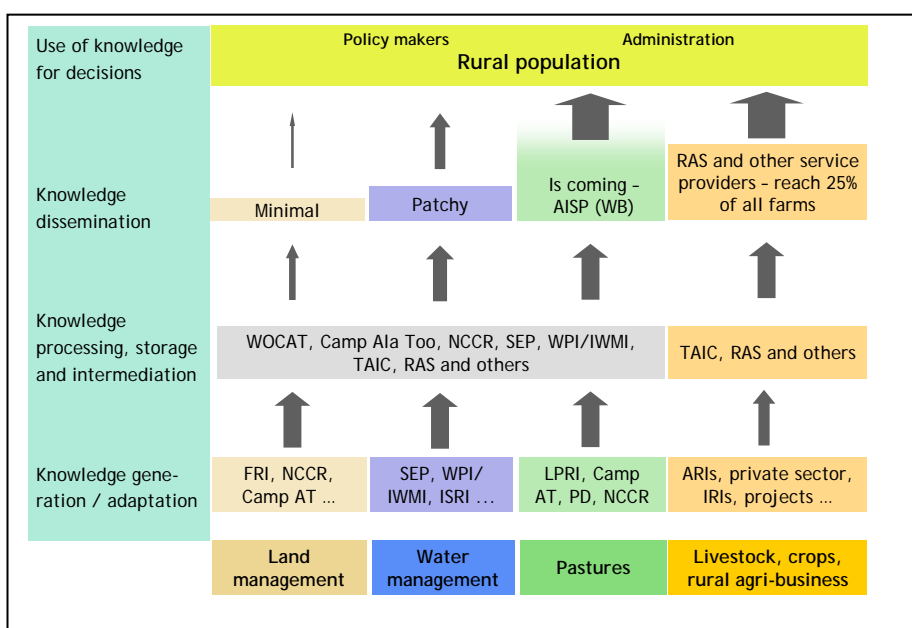 Use of knowledge
for decisions
Policy makers
Administration
Rural population
Knowledge
dissemination
Minimal
Patchy
Is coming –
AISP (WB)
RAS and other service
providers – reach 25%
of all farms
Knowledge
processing, storage
and intermediation
WOCAT, Camp Ala Too, NCCR, SEP, WPI/IWMI,
TAIC, RAS and others
TAIC, RAS and others
Knowledge gene-
ration / adaptation
FRI, NCCR,
Camp AT ...
SEP, WPI/
IWMI, ISRI ...
LPRI, Camp
AT, PD, NCCR
ARIs, private sector,
IRIs, projects ...
Land
management
Water
management
Pastures
Livestock, crops,
rural agri-business